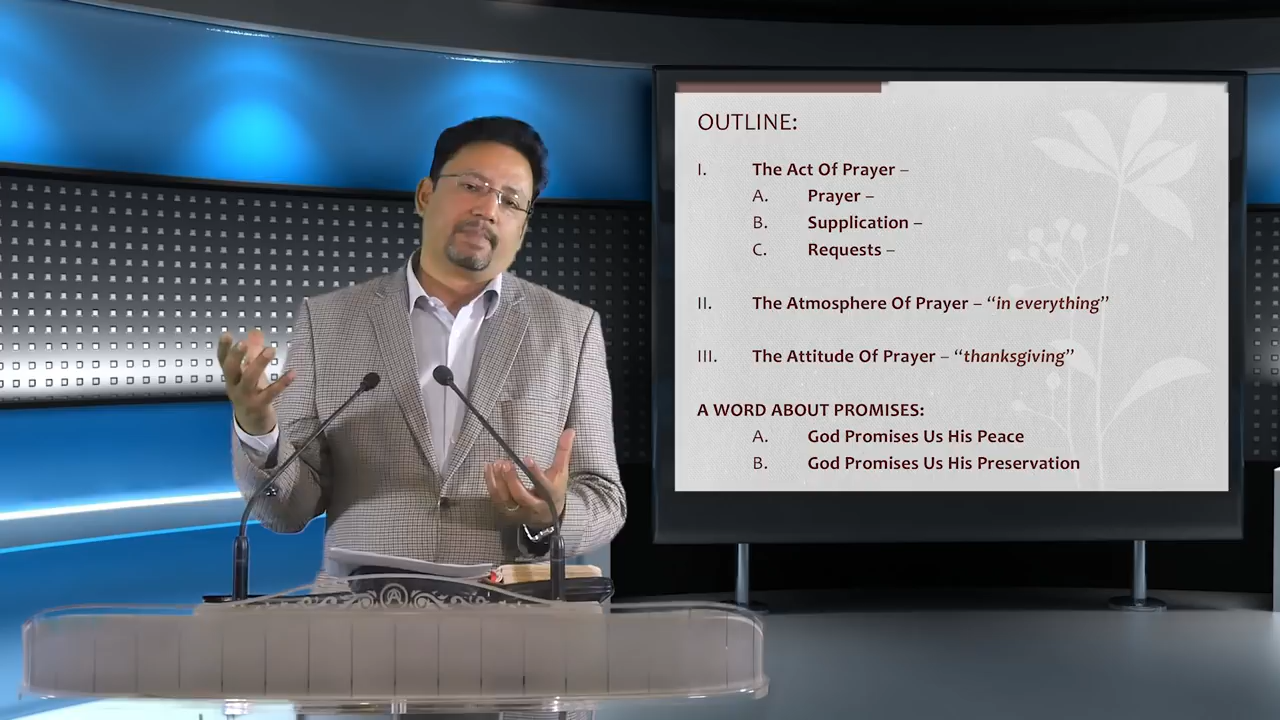 OUTLINE:
I. The Act Of Prayer –
A. Prayer –
B. Supplication –
C. Requests –
II. The Atmosphere Of Prayer – “in everything”
III. The Attitude Of Prayer – “thanksgiving”
A WORD ABOUT PROMISES:
A. God Promises Us His Peace
B. God Promises Us His Preservation